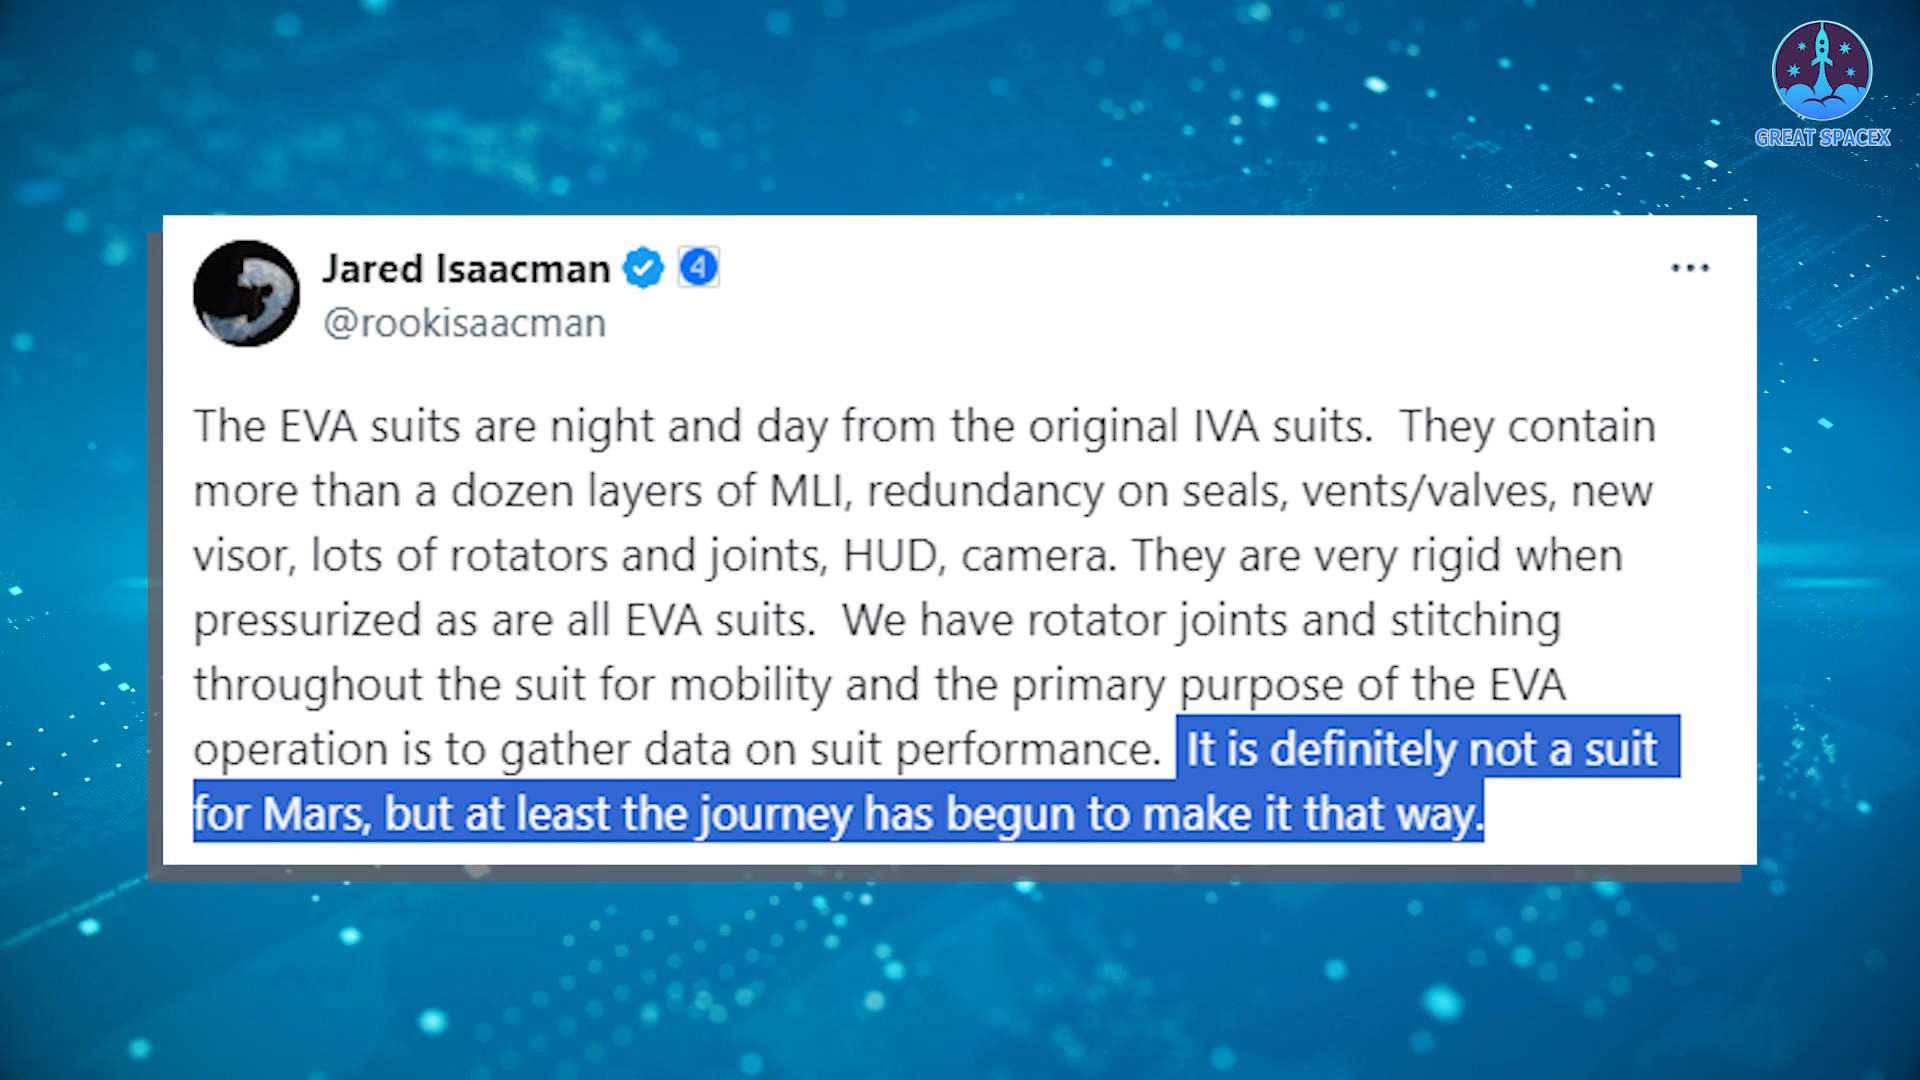 GREAT SPACEX
Jared Isaacman 4
@rookisaacman
The EVA suits are night and day from the original IVA suits.  They contain
more than a dozen layers of MLI, redundancy on seals, vents/valves, new
visor, lots of rotators and joints, HUD, camera. They are very rigid when
pressurized as are all EVA suits.  We have rotator joints and stitching
throughout the suit for mobility and the primary purpose of the EVA
operation is to gather data on suit performance.  It is definitely not a suit
for Mars, but at least the journey has begun to make it that way.